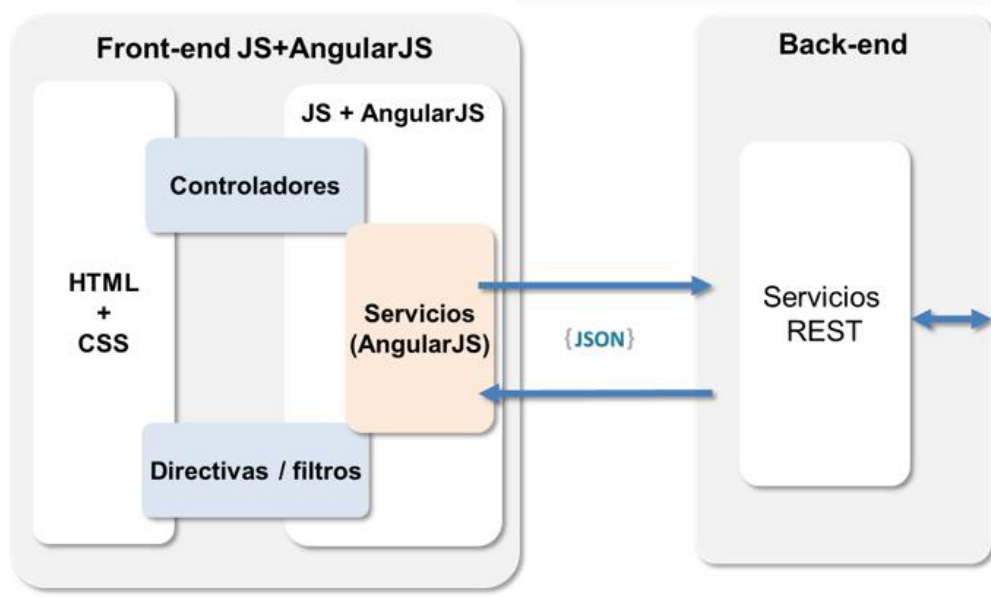 Front-end JS+AngularJS
JS + AngularJS
Controladores
HTML
+
CSS
Servicios
(AngularJS)
Directivas / filtros
{JSON}
Back-end
Servicios
REST